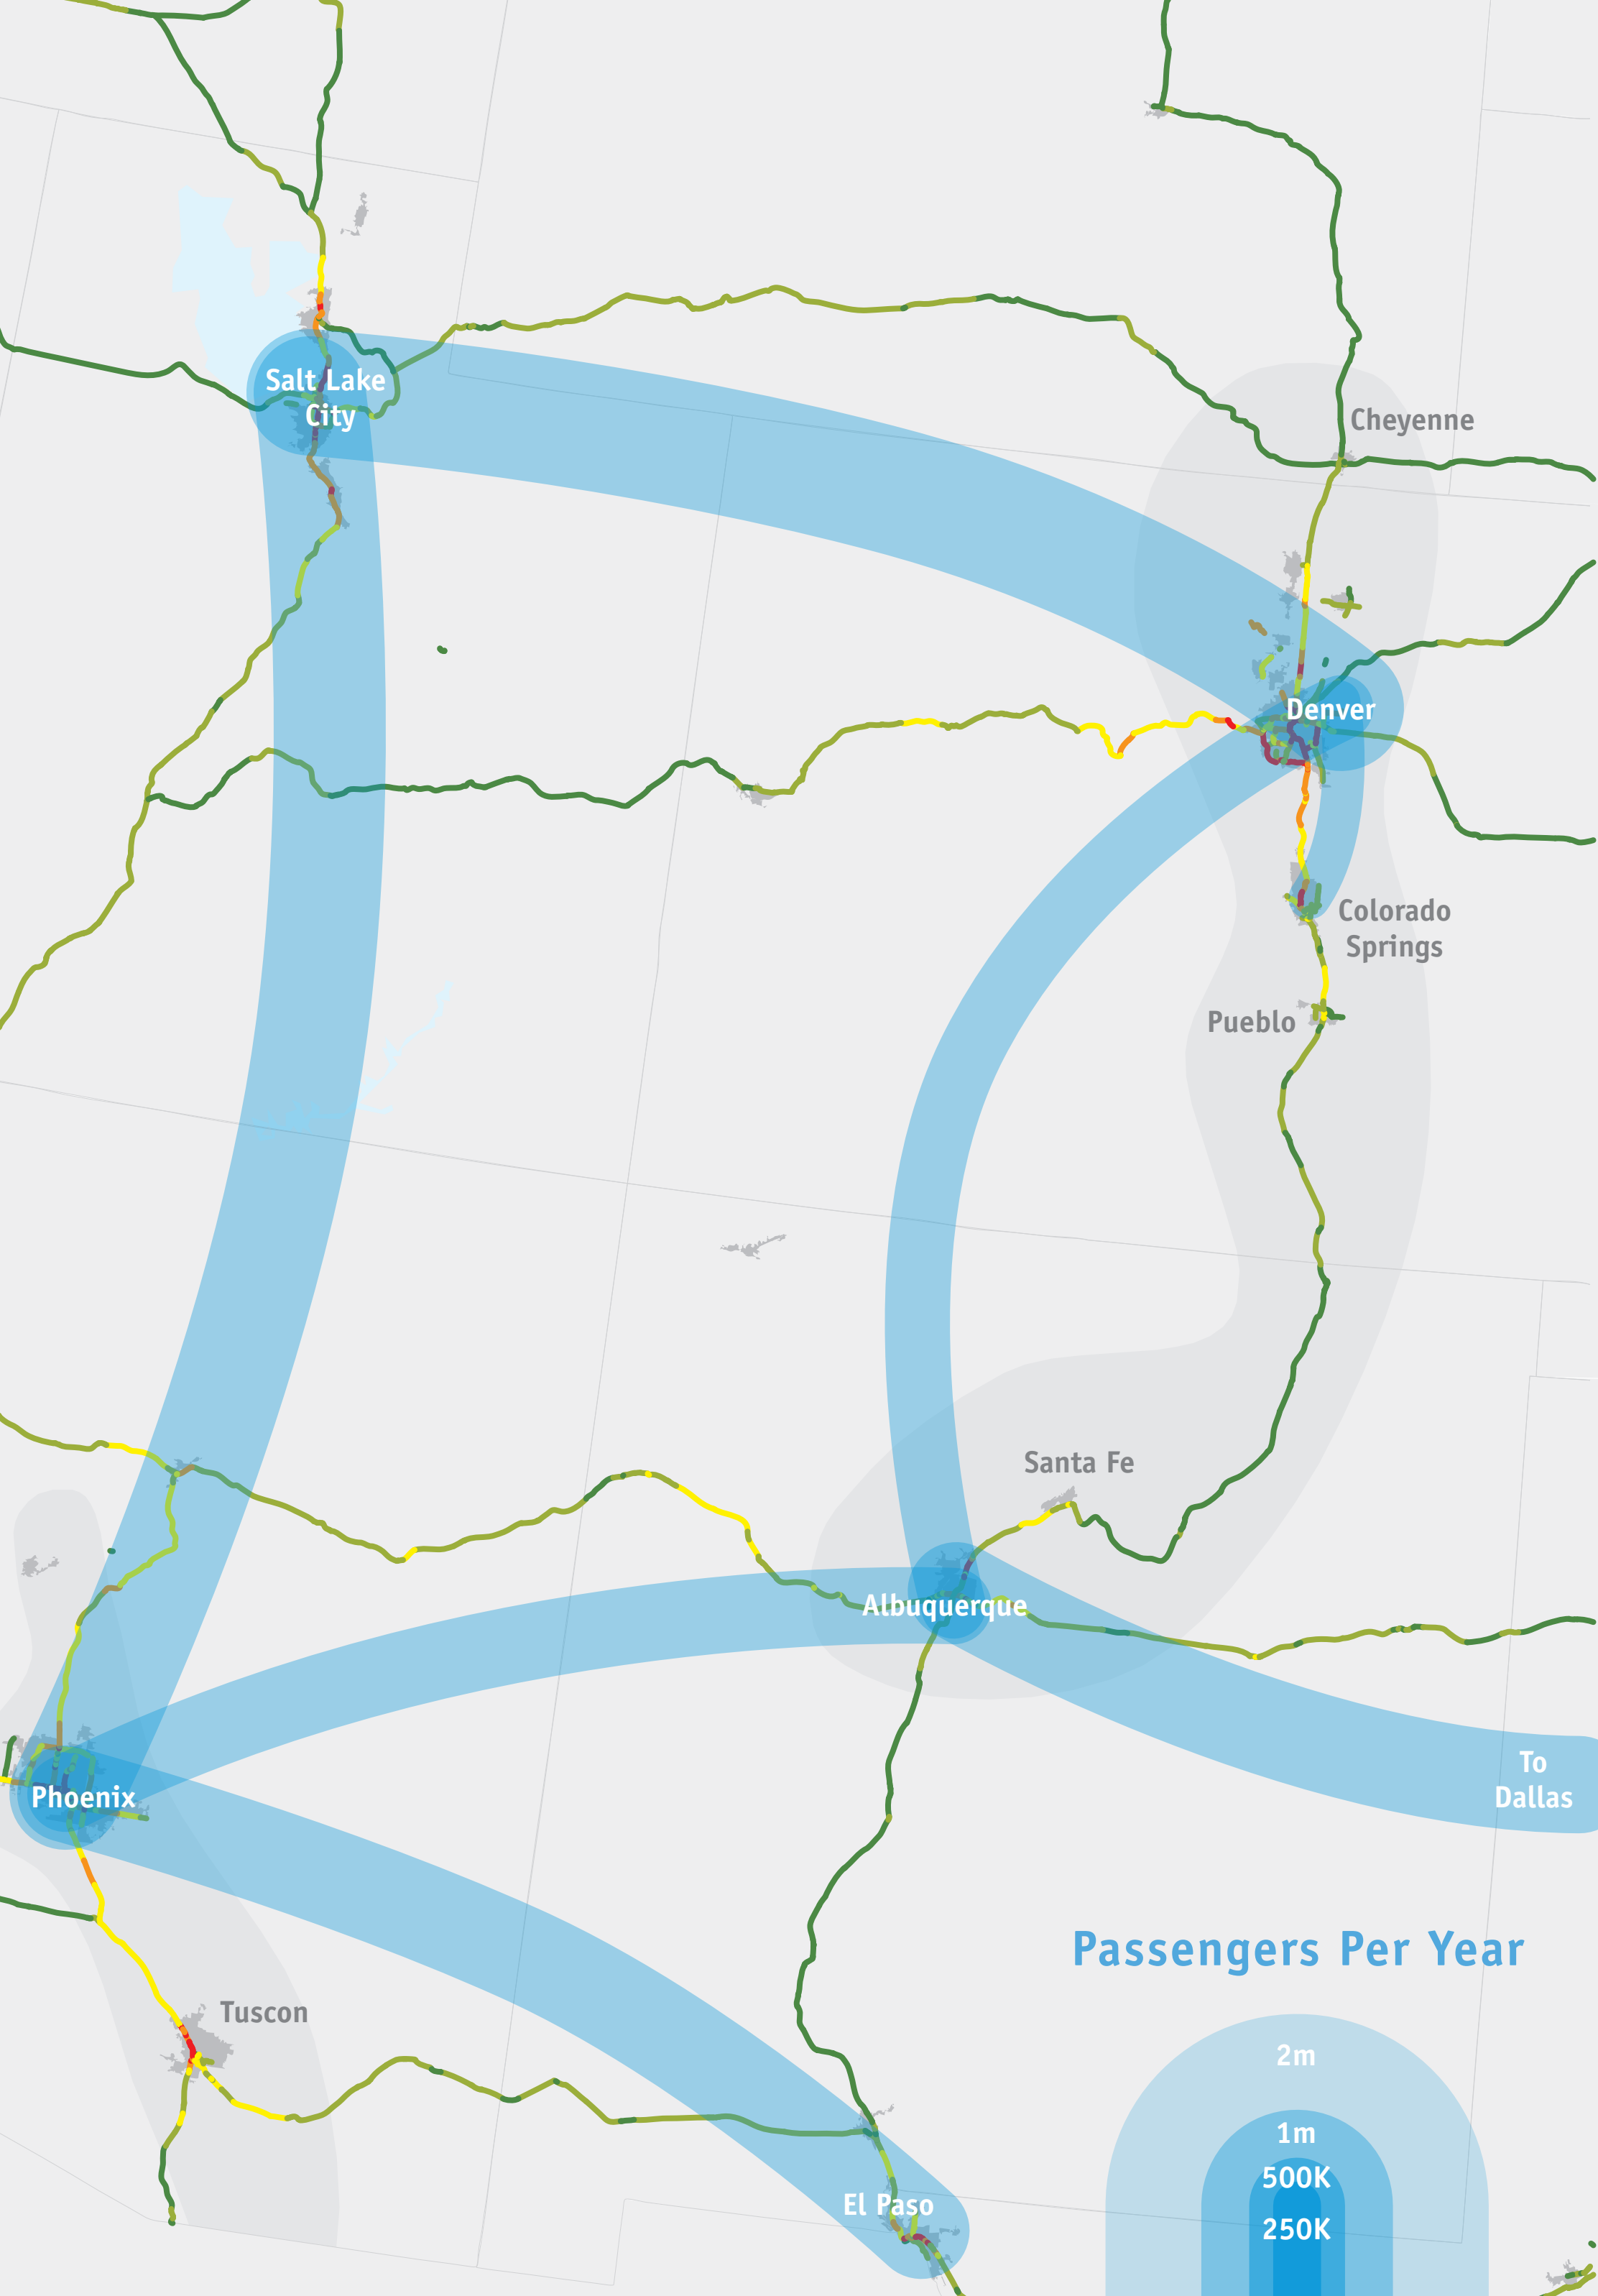 Salt Lake
City
Cheyenne
Denver
Colorado
Springs
Pueblo
Santa Fe
Albuquerque
To
Dallas
Phoenix
Passengers Per Year
Tuscon
2m
1m
500K
El Paso
250K